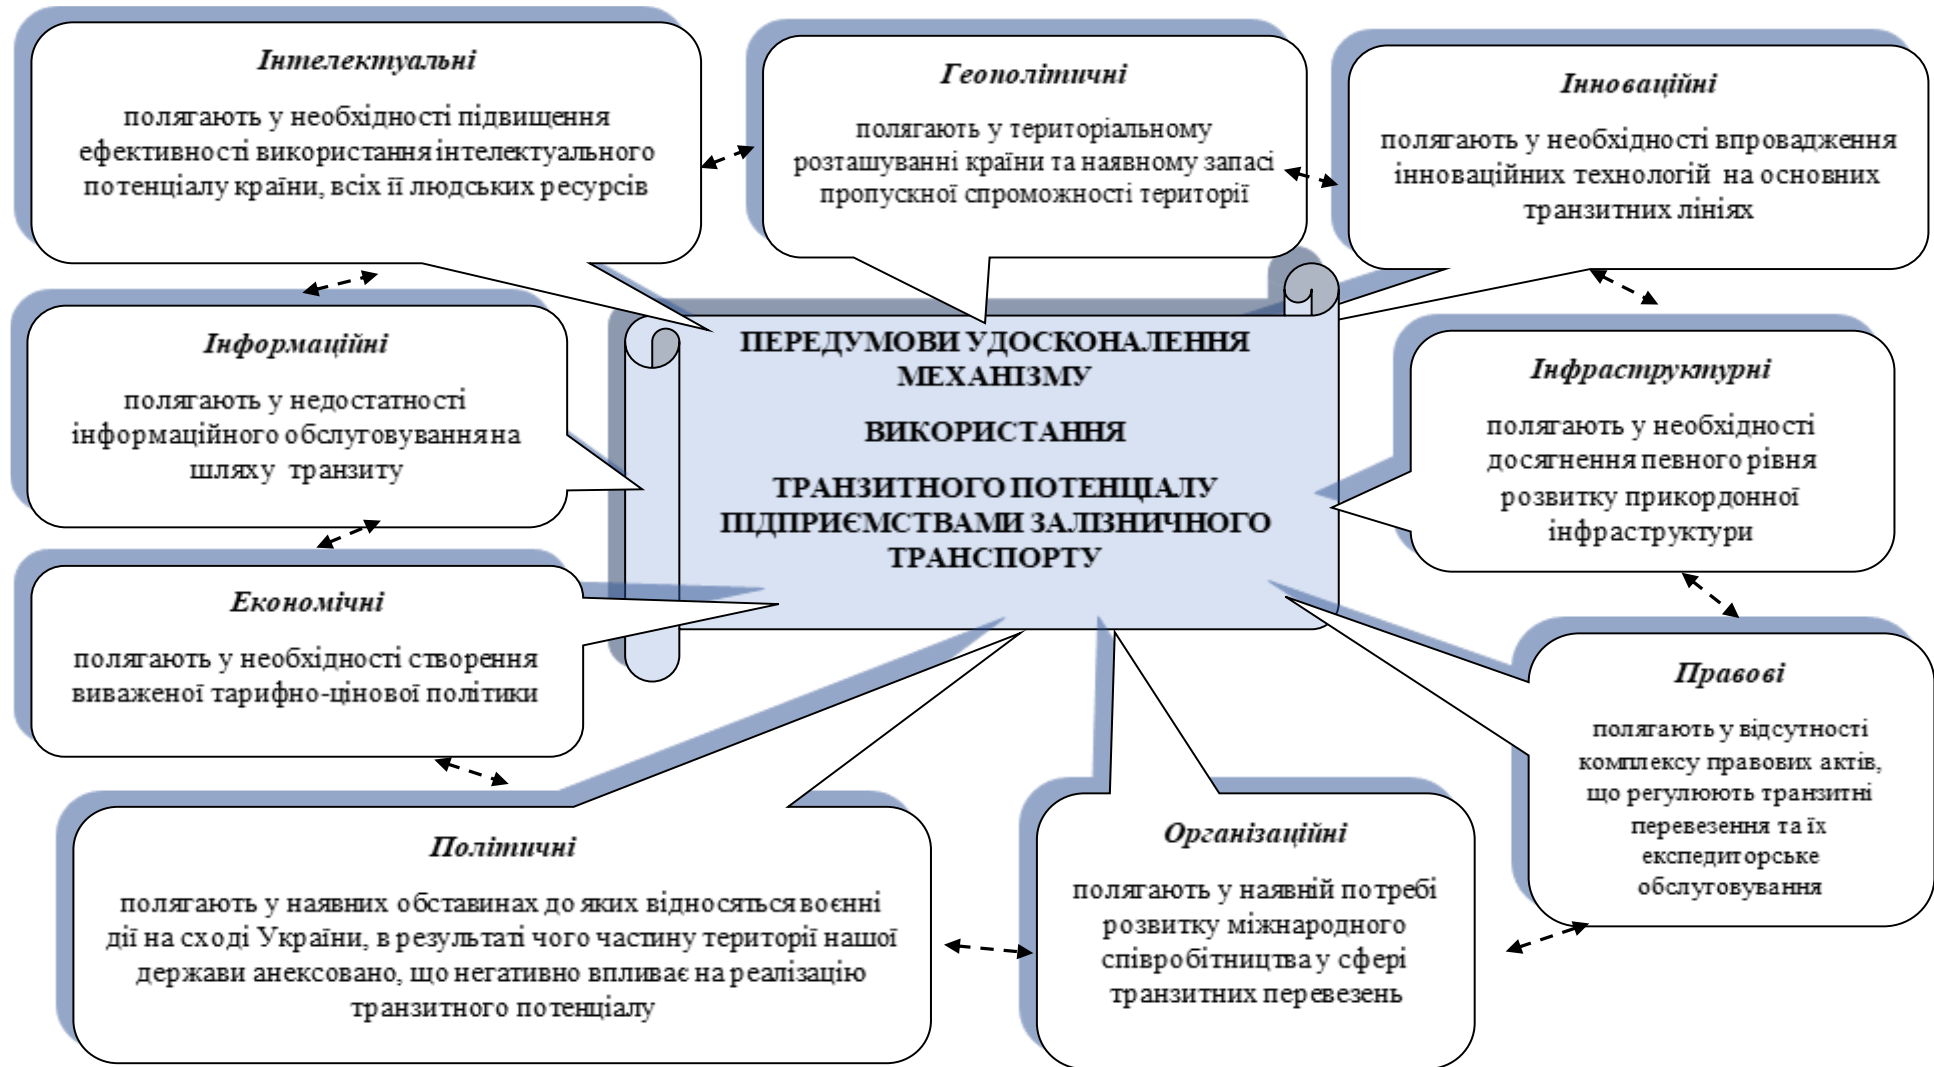 Інтелектуальні
полягають у необхідності підвищення
ефективності використання інтелектуального
потенціалу країни, всіх її людських ресурсів
Геополітичні
полягають у територіальному
розташуванні країни та наявному запасі
пропускної спроможності території
Інноваційні
полягають у необхідності впровадження
інноваційних технологій на основних
транзитних лініях
Інформаційні
полягають у недостатності
інформаційного обслуговування на
шляху транзиту
ПЕРЕДУМОВИ УДОСКОНАЛЕННЯ
МЕХАНІЗМУ
ВИКОРИСТАННЯ
ТРАНЗИТНОГО ПОТЕНЦІАЛУ
ПІДПРИЄМСТВАМИ ЗАЛІЗНИЧНОГО
ТРАНСПОРТУ
Інфраструктурні
полягають у необхідності
досягнення певного рівня
розвитку прикордонної
інфраструктури
Економічні
полягають у необхідності створення
виваженої тарифно-цінової політики
Правові
полягають у відсутності
комплексу правових актів,
що регулюють транзитні
перевезення та їх
експедиторське
обслуговування
Політичні
полягають у наявних обставинах до яких відносяться воєнні
дії на сході України, в результаті чого частину території нашої
держави анексовано, що негативно впливає на реалізацію
транзитного потенціалу
Організаційні
полягають у наявній потребі
розвитку міжнародного
співробітництва у сфері
транзитних перевезень